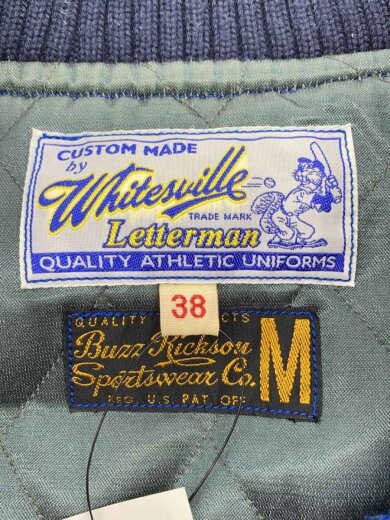 CUSTOM MADE
by
Whitesville
TRADE MARK
Letterman
QUALITY ATHLETIC UNIFORMS
38
QUALITY CTS
Buzz Rickson
Sportswear Co. M
REG. U.S. PAT. OFF